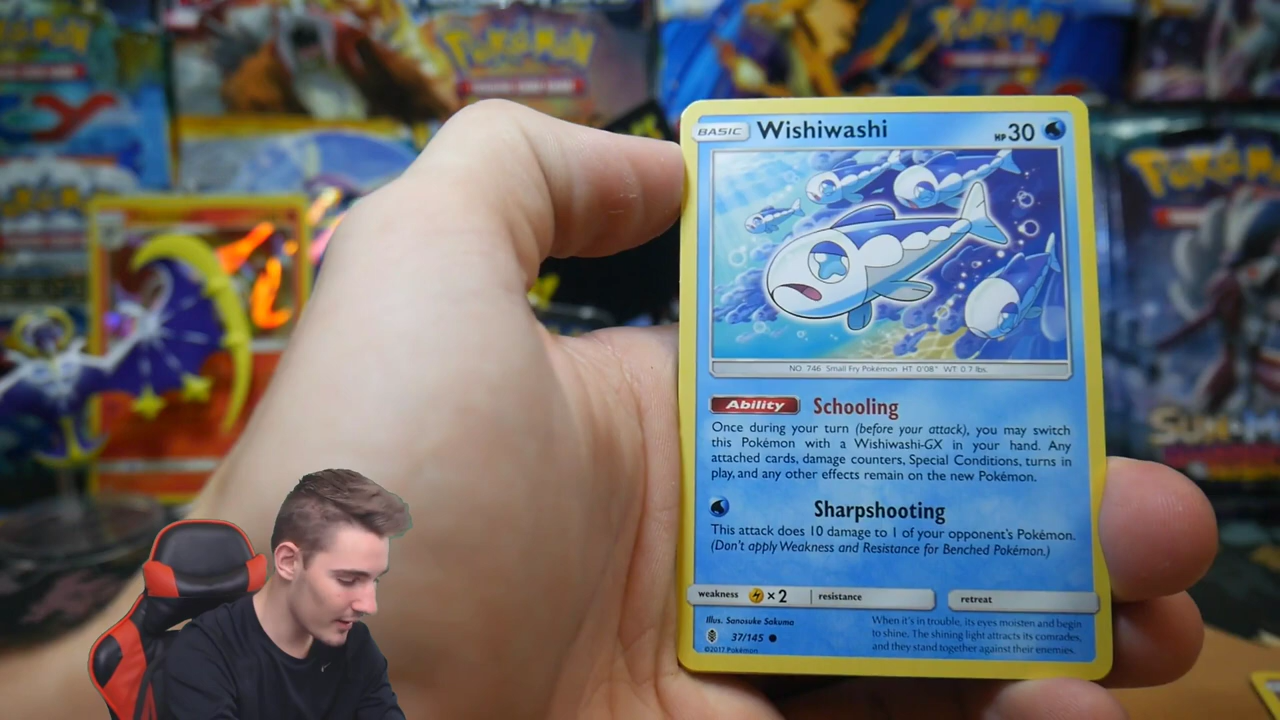 Pokémon
Pokémon
Pokémon
SUN & M
BASIC Wishiwashi HP 30
NO 746 Small Fry Pokémon HT 0'08" WT 0.7 lbs.
Ability Schooling
Once during your turn (before your attack), you may switch
this Pokémon with a Wishiwashi-GX in your hand. Any
attached cards, damage counters, Special Conditions, turns in
play, and any other effects remain on the new Pokémon.
Sharpshooting
This attack does 10 damage to 1 of your opponent's Pokémon.
(Don't apply Weakness and Resistance for Benched Pokémon.)
weakness ×2 resistance retreat
Illus. Sanosuke Sakuma
37/145
©2017 Pokémon
When it's in trouble, its eyes moisten and begin
to shine. The shining light attracts its comrades,
and they stand together against their enemies.